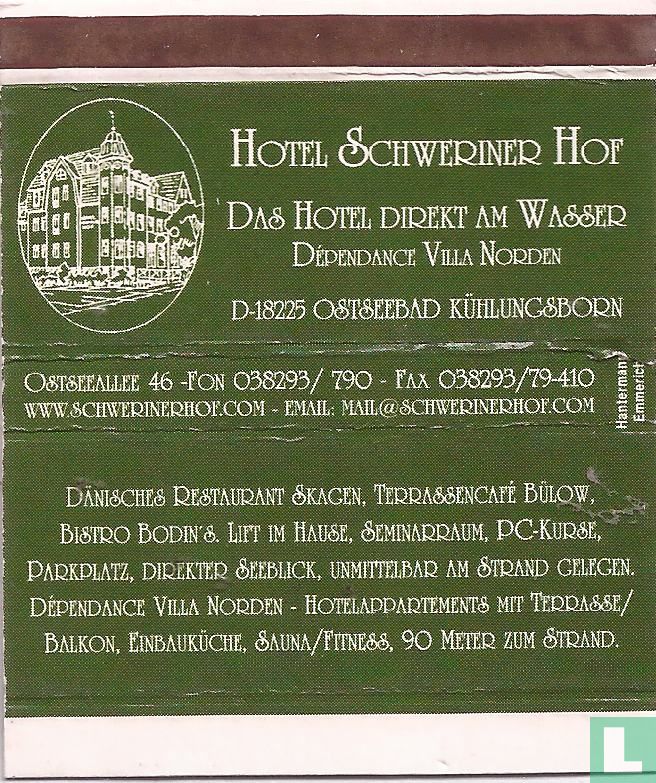 Hotel Schweriner Hof
Das Hotel direkt am Wasser
Dépendance Villa Norden
D-18225 OSTSEEBAD KÜHLUNGSBORN
Ostseeallee 46 -Fon 038293/ 790 - Fax 038293/79-410
www.schwerinerhof.com - email: mail@schwerinerhof.com
Hanterman
Emmerich
Dänisches Restaurant Skagen, Terrassencafé Bülow,
Bistro Bodin´s. Lift im Hause, Seminarraum, PC-Kurse,
Parkplatz, direkter Seeblick, unmittelbar am Strand gelegen.
Dépendance Villa Norden - Hotelappartements mit Terrasse/
Balkon, Einbauküche, Sauna/Fitness, 90 Meter zum Strand.
L